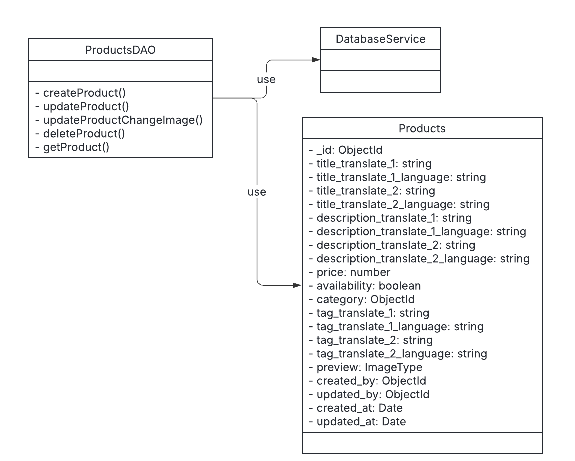 ProductsDAO
- createProduct()
- updateProduct()
- updateProductChangeImage()
- deleteProduct()
- getProduct()
use
DatabaseService
use
Products
- _id: ObjectId
- title_translate_1: string
- title_translate_1_language: string
- title_translate_2: string
- title_translate_2_language: string
- description_translate_1: string
- description_translate_1_language: string
- description_translate_2: string
- description_translate_2_language: string
- price: number
- availability: boolean
- category: ObjectId
- tag_translate_1: string
- tag_translate_1_language: string
- tag_translate_2: string
- tag_translate_2_language: string
- preview: ImageType
- created_by: ObjectId
- updated_by: ObjectId
- created_at: Date
- updated_at: Date